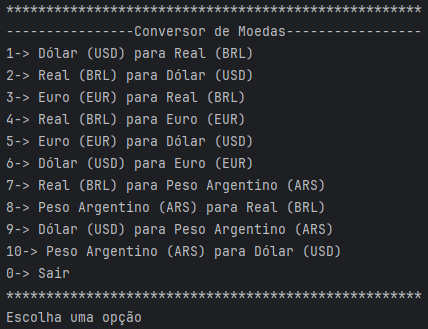 ****************************************************
----------------Conversor de Moedas-----------------
1-> Dólar (USD) para Real (BRL)
2-> Real (BRL) para Dólar (USD)
3-> Euro (EUR) para Real (BRL)
4-> Real (BRL) para Euro (EUR)
5-> Euro (EUR) para Dólar (USD)
6-> Dólar (USD) para Euro (EUR)
7-> Real (BRL) para Peso Argentino (ARS)
8-> Peso Argentino (ARS) para Real (BRL)
9-> Dólar (USD) para Peso Argentino (ARS)
10-> Peso Argentino (ARS) para Dólar (USD)
0-> Sair
****************************************************
Escolha uma opção